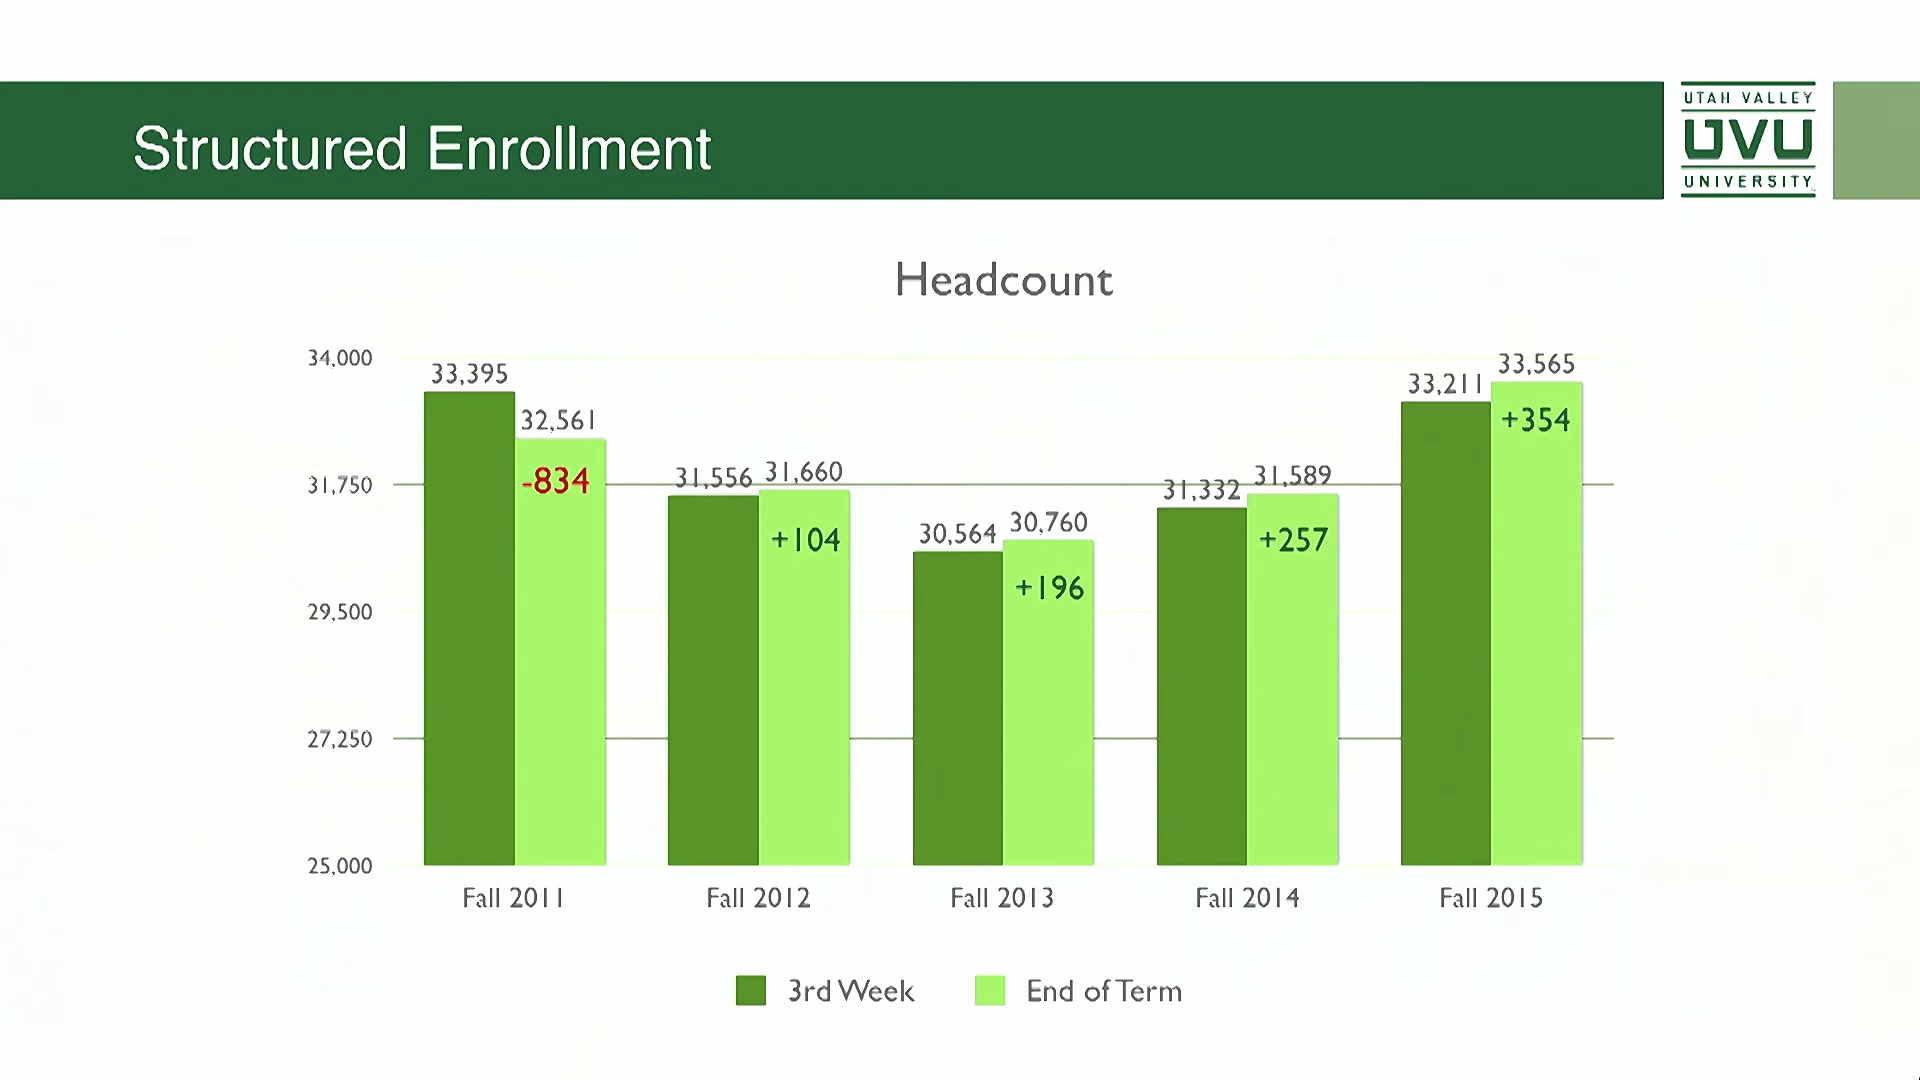 Structured Enrollment
UTAH VALLEY
UVU
UNIVERSITY
Headcount
34,000
31,750
29,500
27,250
25,000
33,395
32,561
-834
31,556
31,660
+104
30,564
30,760
+196
31,332
31,589
+257
33,211
33,565
+354
Fall 2011
Fall 2012
Fall 2013
Fall 2014
Fall 2015
3rd Week
End of Term